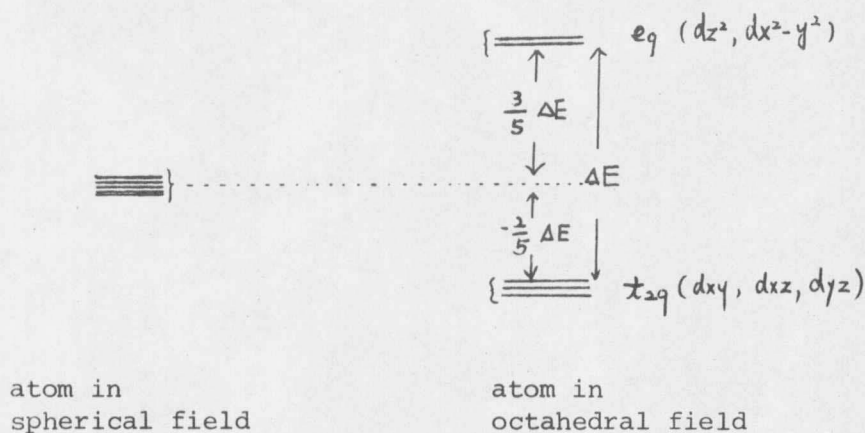 eg (dz², dx²-y²)
3/5 ΔE
ΔE
-2/5 ΔE
t₂g (dxy, dxz, dyz)
atom in
spherical field
atom in
octahedral field